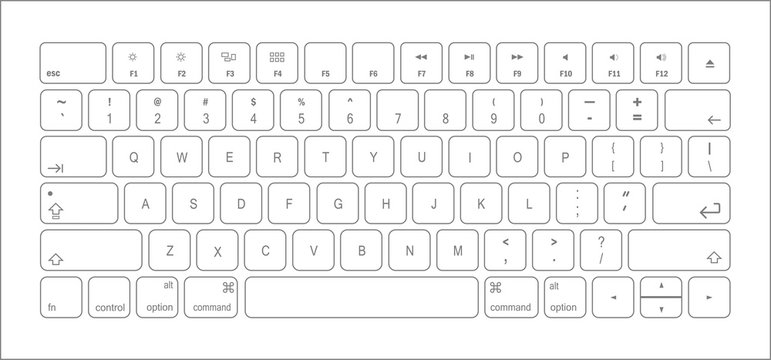 esc F1 F2 F3 F4 F5 F6 F7 F8 F9 F10 F11 F12
~ ! @ # $ % ^ ( ) — +
` 1 2 3 4 5 6 7 8 9 0 - =
Q W E R T Y U I O P { } |
[ ] \
A S D F G H J K L : "
; '
Z X C V B N M < > ?
, . /
alt ⌘ ⌘ alt
fn control option command command option